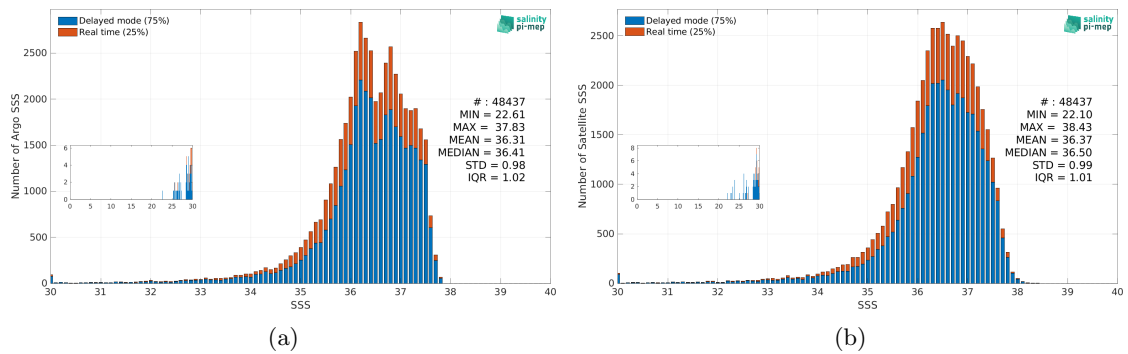 Delayed mode (75%)
Real time (25%)
salinity
pi-mep
Number of Argo SSS
2500
2000
1500
1000
500
0
# : 48437
MIN = 22.61
MAX = 37.83
MEAN = 36.31
MEDIAN = 36.41
STD = 0.98
IQR = 1.02
6
4
2
0
0 5 10 15 20 25 30
30 31 32 33 34 35 36 37 38 39 40
SSS
(a)
Delayed mode (75%)
Real time (25%)
salinity
pi-mep
Number of Satellite SSS
2500
2000
1500
1000
500
0
# : 48437
MIN = 22.10
MAX = 38.43
MEAN = 36.37
MEDIAN = 36.50
STD = 0.99
IQR = 1.01
8
6
4
2
0
0 5 10 15 20 25 30
30 31 32 33 34 35 36 37 38 39 40
SSS
(b)